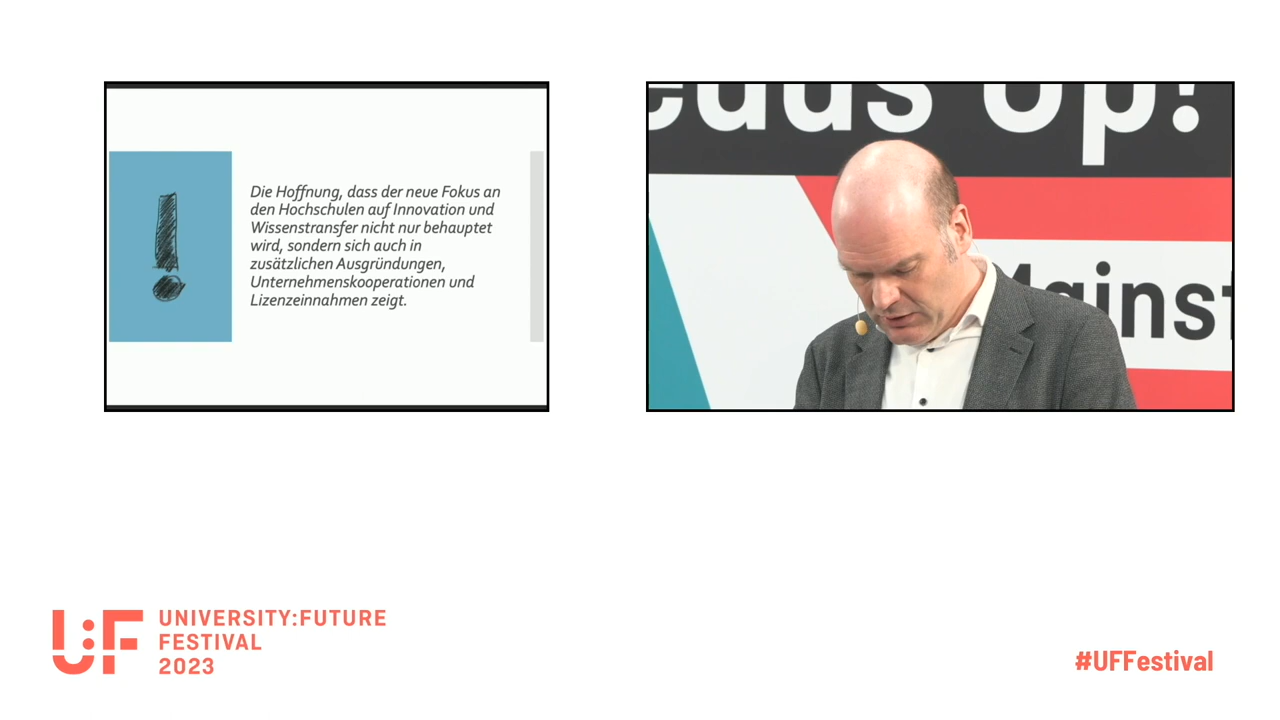 Die Hoffnung, dass der neue Fokus an
den Hochschulen auf Innovation und
Wissenstransfer nicht nur behauptet
wird, sondern sich auch in
zusätzlichen Ausgründungen,
Unternehmenskooperationen und
Lizenzeinnahmen zeigt.
Up!
U:F
UNIVERSITY:FUTURE
FESTIVAL
2023
#UFFestival